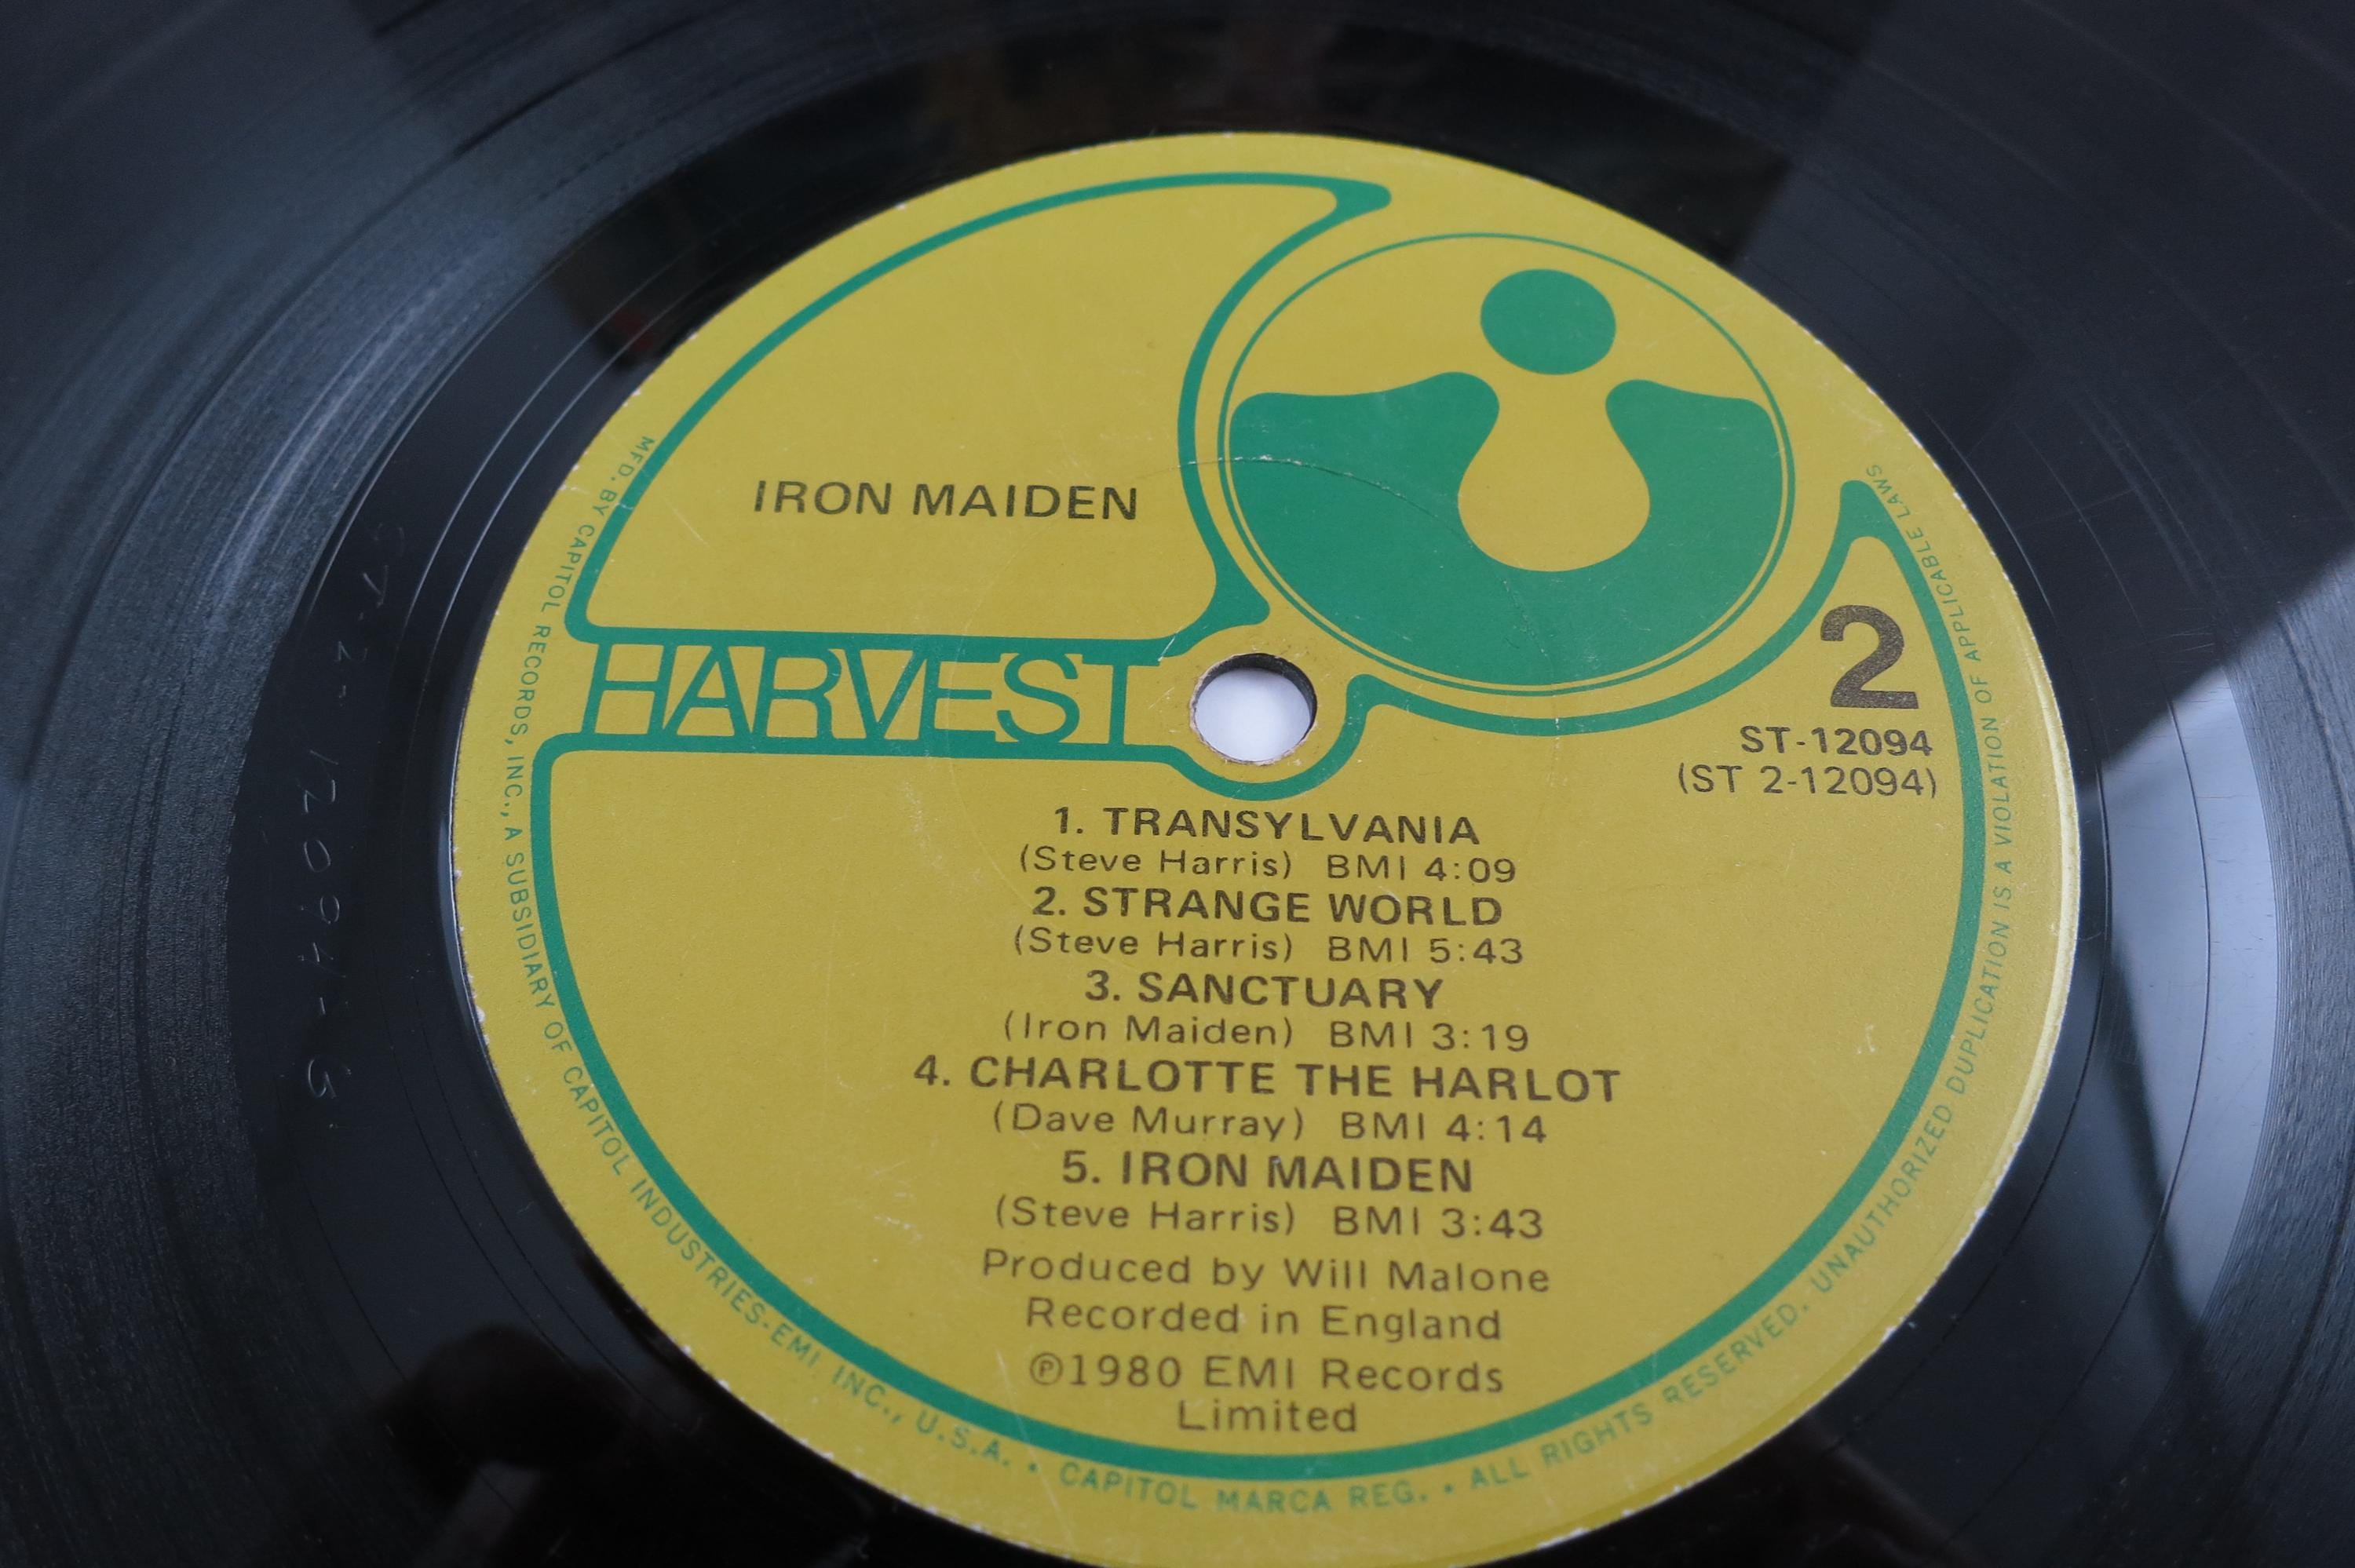 IRON MAIDEN
HARVEST
2
ST-12094
(ST 2-12094)
1. TRANSYLVANIA
(Steve Harris) BMI 4:09
2. STRANGE WORLD
(Steve Harris) BMI 5:43
3. SANCTUARY
(Iron Maiden) BMI 3:19
4. CHARLOTTE THE HARLOT
(Dave Murray) BMI 4:14
5. IRON MAIDEN
(Steve Harris) BMI 3:43
Produced by Will Malone
Recorded in England
Ⓟ1980 EMI Records
Limited
MFD. BY CAPITOL RECORDS, INC., A SUBSIDIARY OF CAPITOL INDUSTRIES-EMI, INC., U.S.A. • CAPITOL MARCA REG. • ALL RIGHTS RESERVED. UNAUTHORIZED DUPLICATION IS A VIOLATION OF APPLICABLE LAWS